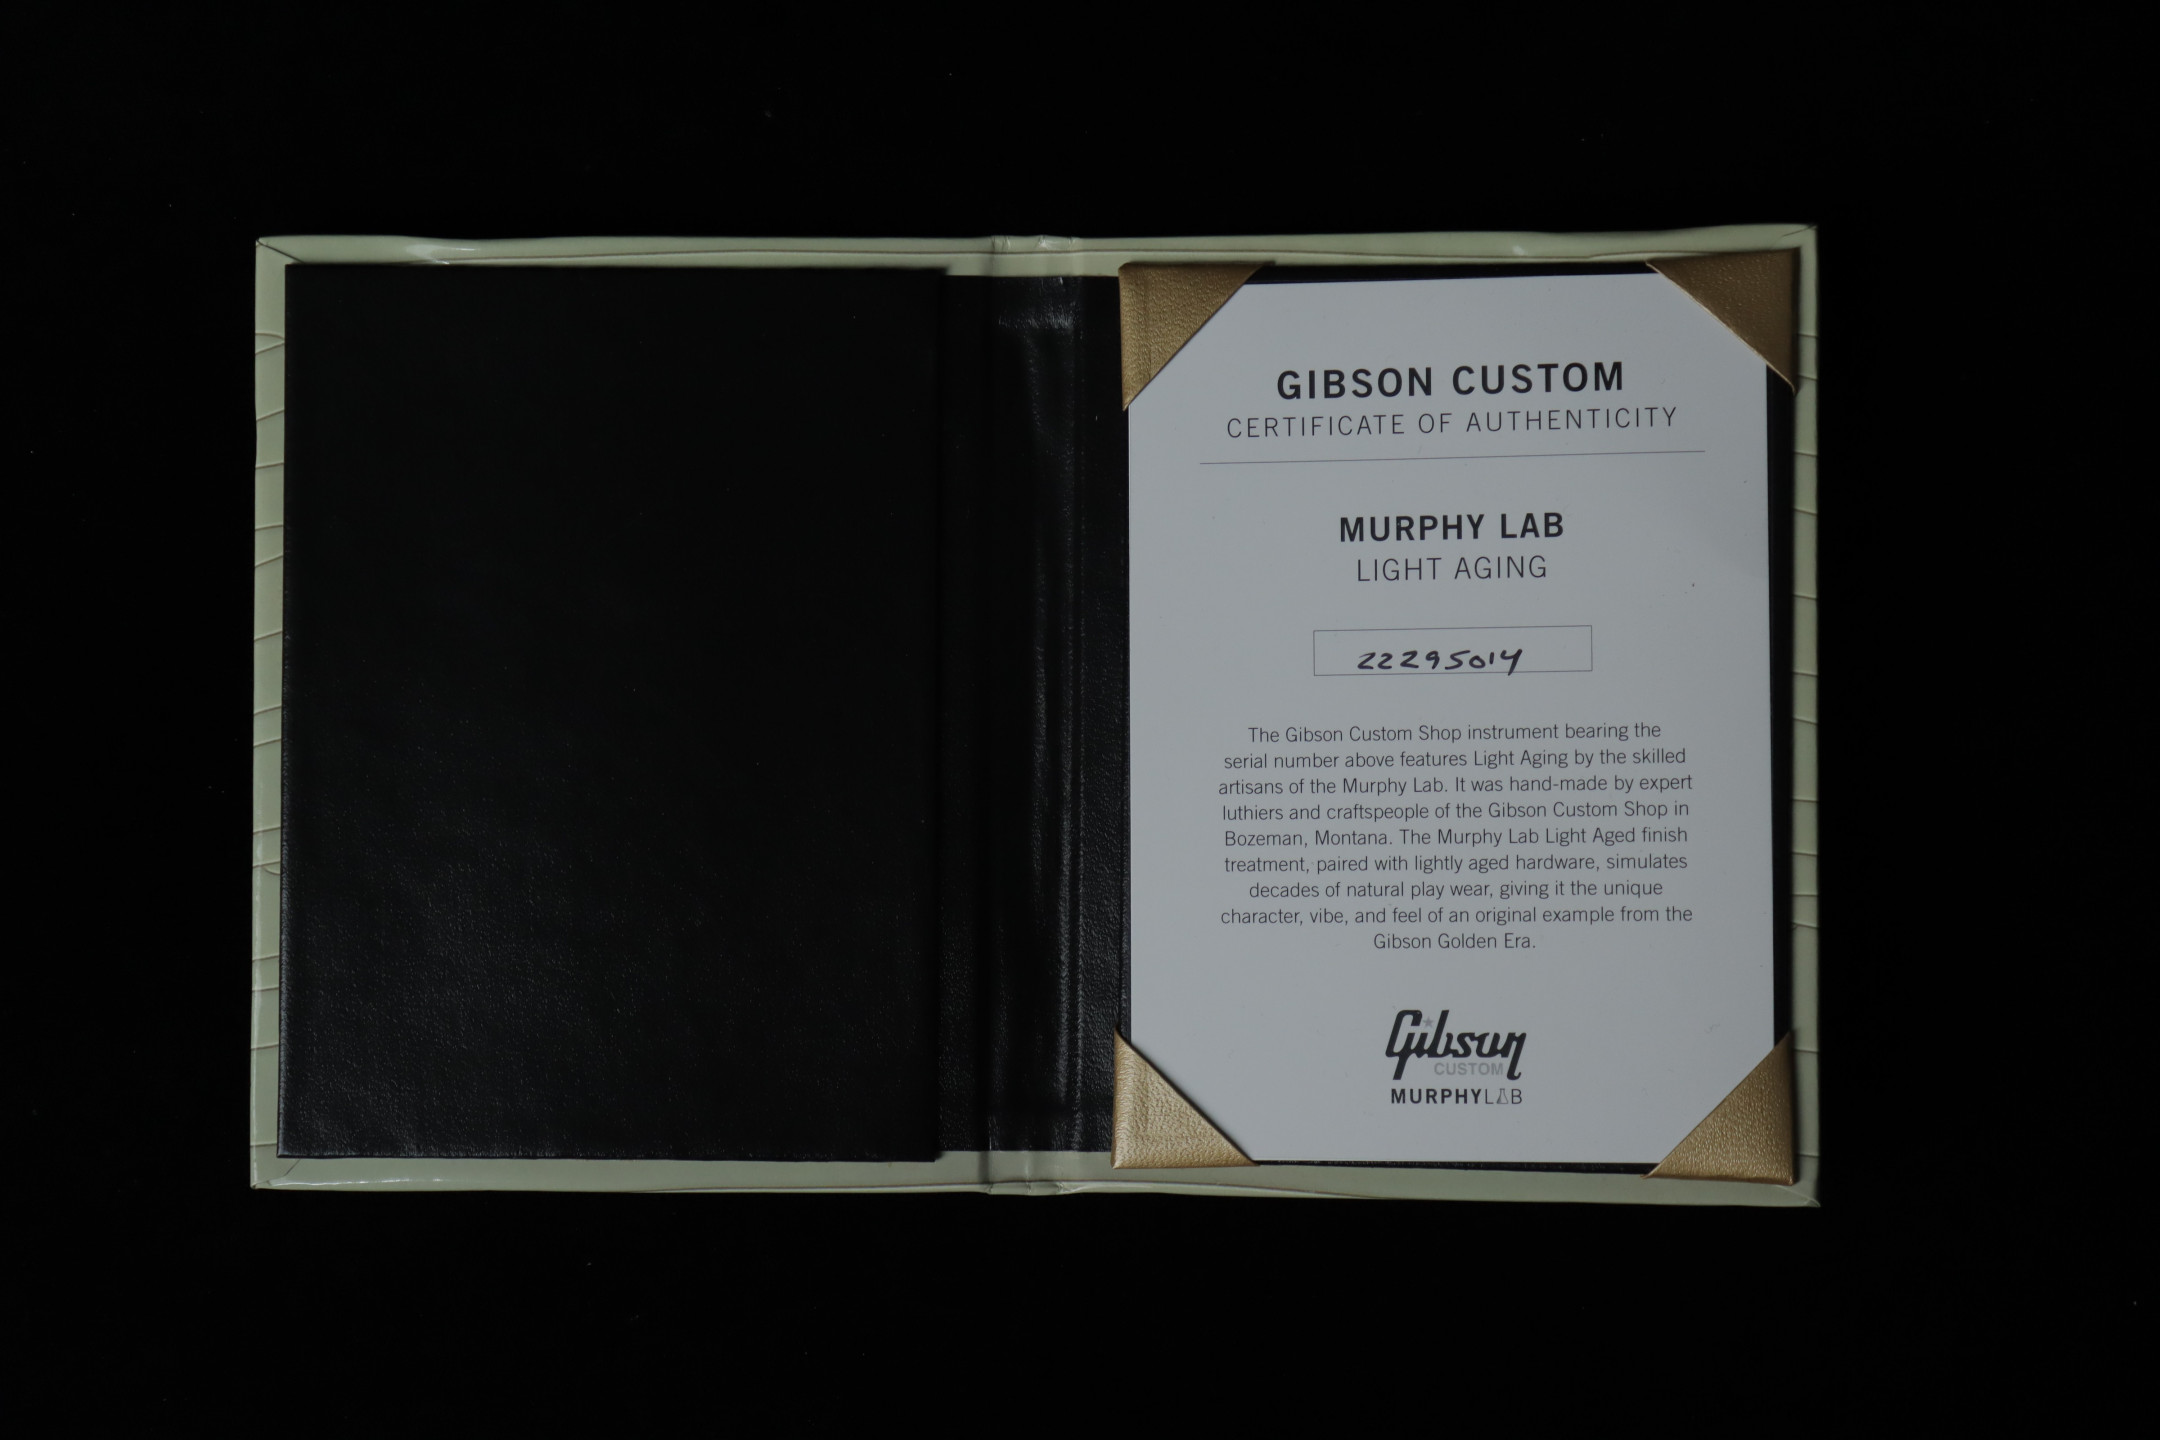 GIBSON CUSTOM
CERTIFICATE OF AUTHENTICITY
MURPHY LAB
LIGHT AGING
22295014
The Gibson Custom Shop instrument bearing the
serial number above features Light Aging by the skilled
artisans of the Murphy Lab. It was hand-made by expert
luthiers and craftspeople of the Gibson Custom Shop in
Bozeman, Montana. The Murphy Lab Light Aged finish
treatment, paired with lightly aged hardware, simulates
decades of natural play wear, giving it the unique
character, vibe, and feel of an original example from the
Gibson Golden Era.
Gibson
CUSTOM
MURPHYLAB